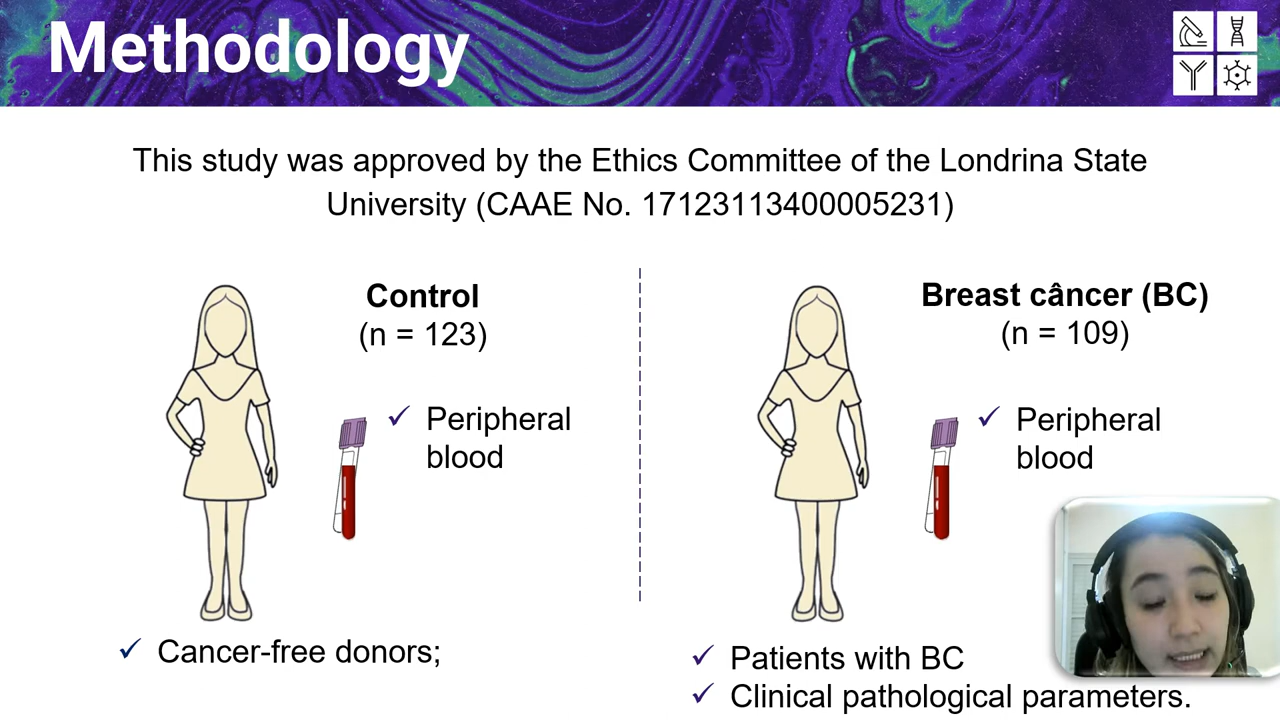 Methodology
This study was approved by the Ethics Committee of the Londrina State
University (CAAE No. 17123113400005231)
Control
(n = 123)
Peripheral
blood
Cancer-free donors;
Breast câncer (BC)
(n = 109)
Peripheral
blood
Patients with BC
Clinical pathological parameters.